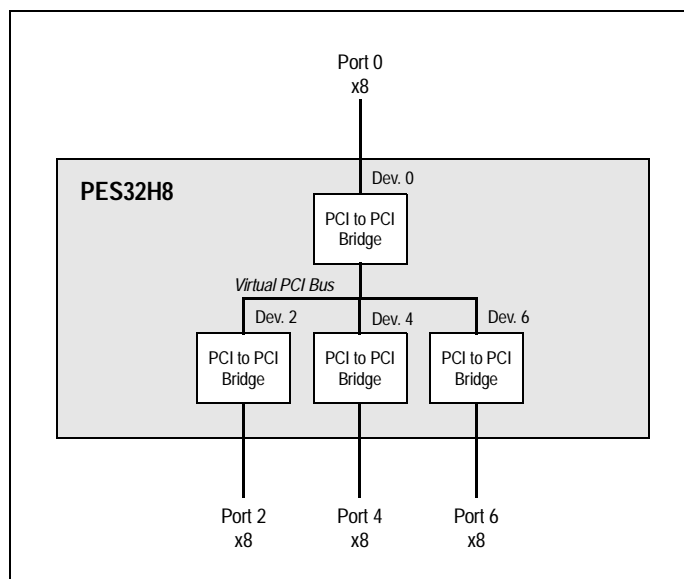 Port 0
x8
PES32H8
Dev. 0
PCI to PCI
Bridge
Virtual PCI Bus
Dev. 2
Dev. 4
Dev. 6
PCI to PCI
Bridge
PCI to PCI
Bridge
PCI to PCI
Bridge
Port 2
x8
Port 4
x8
Port 6
x8